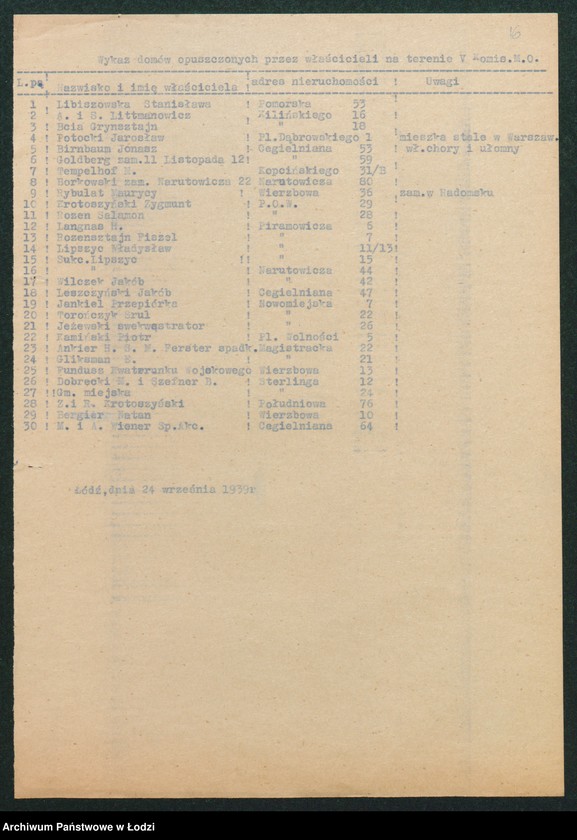 16
Wykaz domów opuszczonych przez właścicieli na terenie V Komis.M.O.
L.po ! Nazwisko i imię właściciela ! adres nieruchomości ! Uwagi
1 ! Libiszowska Stanisława ! Pomorska 53 !
2 ! A. i S. Littmanowicz ! Kilińskiego 16 !
3 ! Bcia Grynsztajn ! " 18 !
4 ! Potocki Jarosław ! Pl.Dąbrowskiego 1 ! mieszka stale w Warszaw.
5 ! Birnbaum Jonasz ! Cegielniana 53 ! wł.chory i ułomny
6 ! Goldberg zam.11 Listopada 12! " 59 !
7 ! Tempelhof M. ! Kopcińskiego 31/B !
8 ! Borkowski zam. Narutowicza 22 Narutowicza 80 !
9 ! Rybulat Maurycy ! Wierzbowa 36 ! zam.w Radomsku
10 ! Krotoszyński Zygmunt ! P.O.W. 29 !
11 ! Rosen Salamon ! " 28 !
12 ! Langnas M. ! Piramowicza 6 !
13 ! Rozensztajn Piczel ! " 7 !
14 ! Lipszyc Władysław ! " 11/13!
15 ! Sukc.Lipszyc !! " 15 !
16 ! " ! Narutowicza 44 !
17 ! Wilczek Jakób ! " 42 !
18 ! Leszczyński Jakób ! Cegielniana 47 !
19 ! Jankiel Przepiórka ! Nowomiejska 7 !
20 ! Torończyk Srul ! " 22 !
21 ! Jeżewski swekwąstrator ! " 26 !
22 ! Kamiński Piotr ! Pl. Wolności 5 !
23 ! Ankier H. S. N. Ferster spadk.Magistracka 22 !
24 ! Gliksman E. ! " 21 !
25 ! Fundusz Kwaterunku Wojskowego Wierzbowa 13 !
26 ! Dobrecki M. i Szefner B. ! Sterlinga 12 !
27 !!Gm. miejska ! " 24 !
28 ! Z.i R. Krotoszyński ! Południowa 76 !
29 ! Hergierz Natan ! Wierzbowa 10 !
30 ! M. i A. Wiener Sp.Akc. ! Cegielniana 64 !
Łódź,dnia 24 września 1939r
Archiwum Państwowe w Łodzi